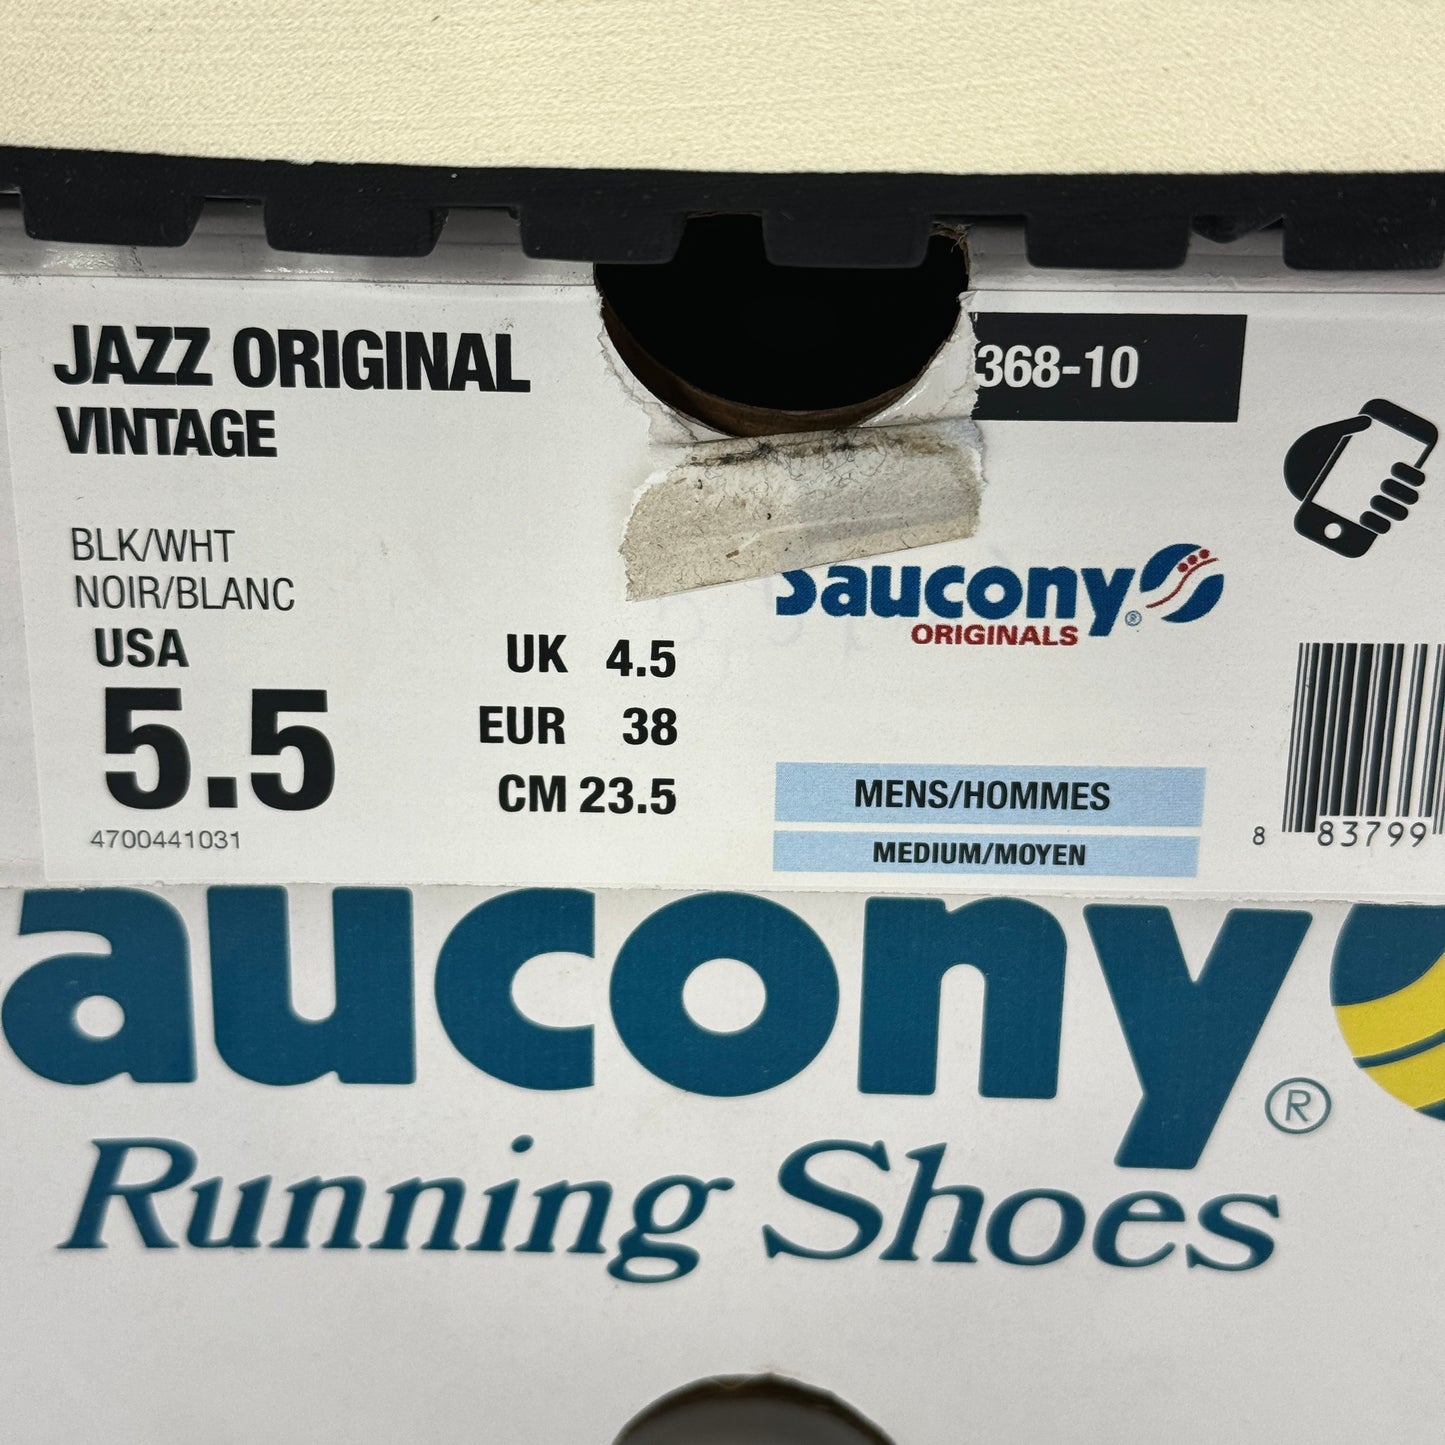 JAZZ ORIGINAL
368-10
VINTAGE
BLK/WHT
NOIR/BLANC
Saucony®
ORIGINALS
USA
5.5
UK 4.5
EUR 38
CM 23.5
4700441031
MENS/HOMMES
MEDIUM/MOYEN
8 83799
aucony®
Running Shoes